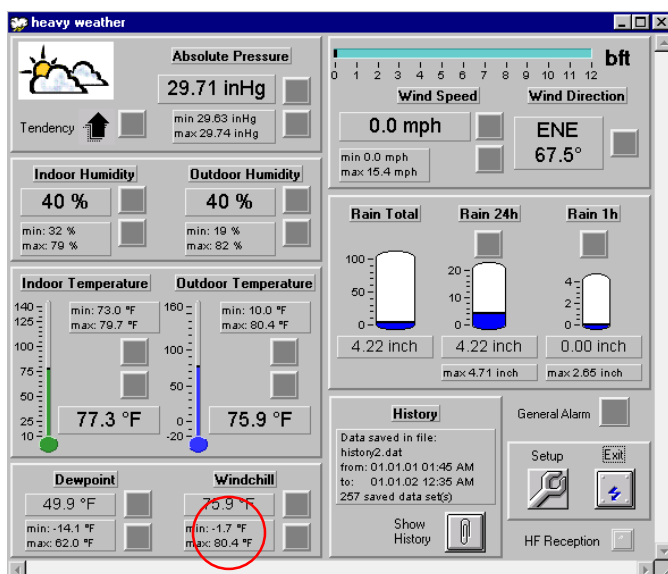 heavy weather
Absolute Pressure
29.71 inHg
Tendency
min 29.63 inHg
max 29.74 inHg
Indoor Humidity
40 %
min: 32 %
max: 79 %
Outdoor Humidity
40 %
min: 19 %
max: 82 %
Indoor Temperature
140
125
100
75
50
25
10
min: 73.0 °F
max: 79.7 °F
77.3 °F
Outdoor Temperature
160
100
50
0
-20
min: 10.0 °F
max: 80.4 °F
75.9 °F
Dewpoint
49.9 °F
min: -14.1 °F
max: 62.0 °F
Windchill
75.9 °F
min: -1.7 °F
max: 80.4 °F
bft
0 1 2 3 4 5 6 7 8 9 10 11 12
Wind Speed
0.0 mph
min 0.0 mph
max 15.4 mph
Wind Direction
ENE
67.5°
Rain Total
100
50
0
4.22 inch
Rain 24h
20
10
0
4.22 inch
max 4.71 inch
Rain 1h
4
2
0
0.00 inch
max 2.65 inch
History
Data saved in file:
history2.dat
from: 01.01.01 01:45 AM
to: 01.01.02 12:35 AM
257 saved data set(s)
Show
History
General Alarm
Setup
Exit
HF Reception